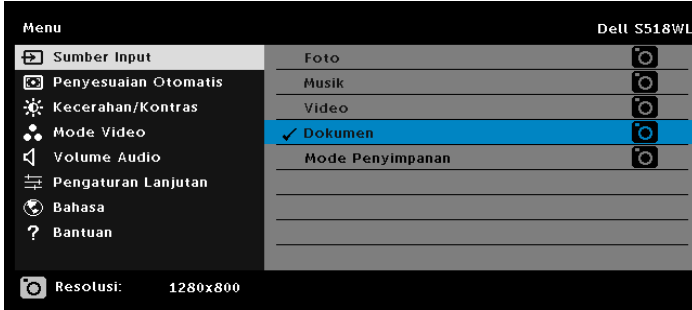 Menu
Dell S518WL
Sumber Input
Penyesuaian Otomatis
Kecerahan/Kontras
Mode Video
Volume Audio
Pengaturan Lanjutan
Bahasa
? Bantuan
Foto
Musik
Video
✓ Dokumen
Mode Penyimpanan
Resolusi: 1280x800